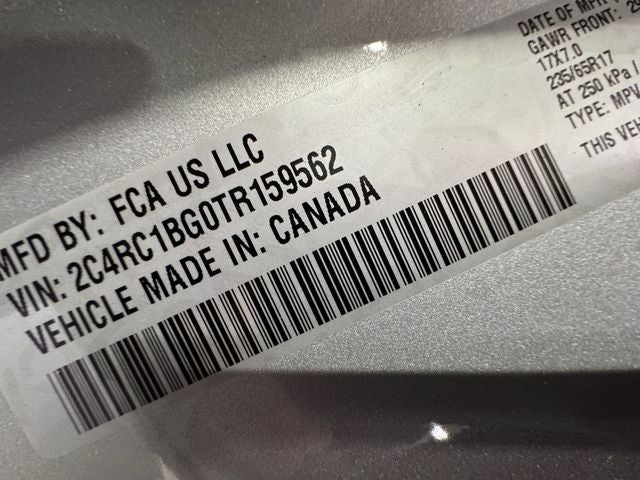 MFD BY: FCA US LLC
VIN: 2C4RC1BG0TR159562
VEHICLE MADE IN: CANADA
DATE OF MFR
GAWR FRONT:
17X7.0
235/65R17
AT 250 kPa /
TYPE: MPV
THIS